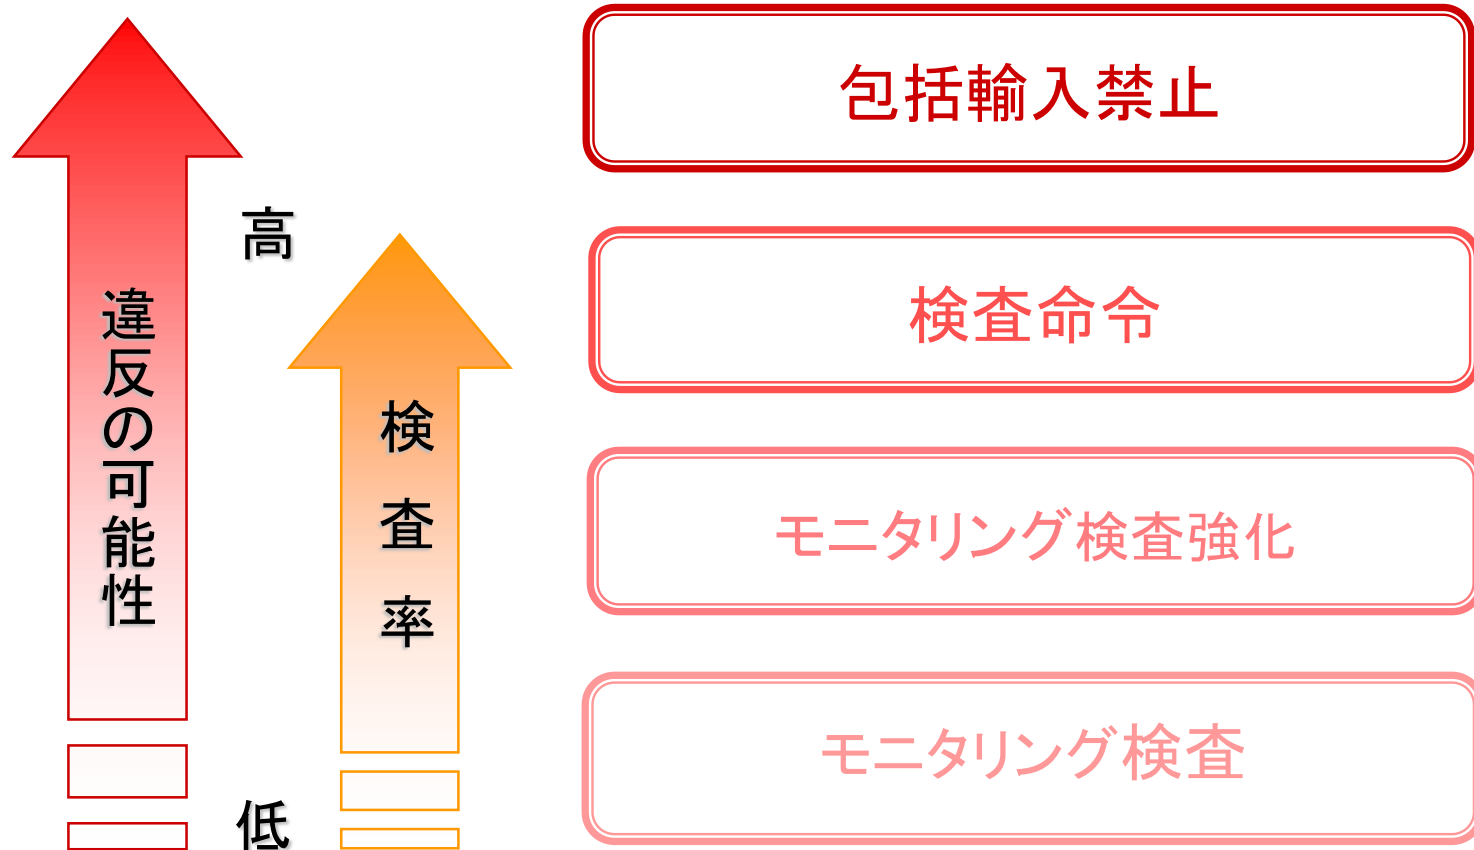 包括輸入禁止
高
検査命令
違反の可能性
検査率
モニタリング検査強化
モニタリング検査
低